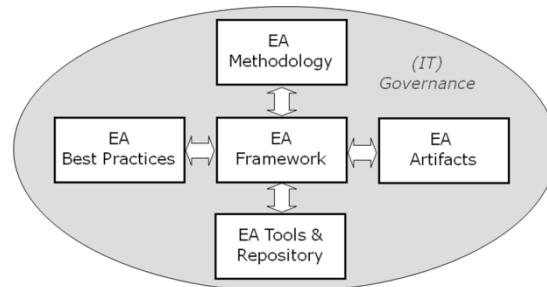 EA
Methodology
(IT)
Governance
EA
Best Practices
EA
Framework
EA
Artifacts
EA Tools &
Repository